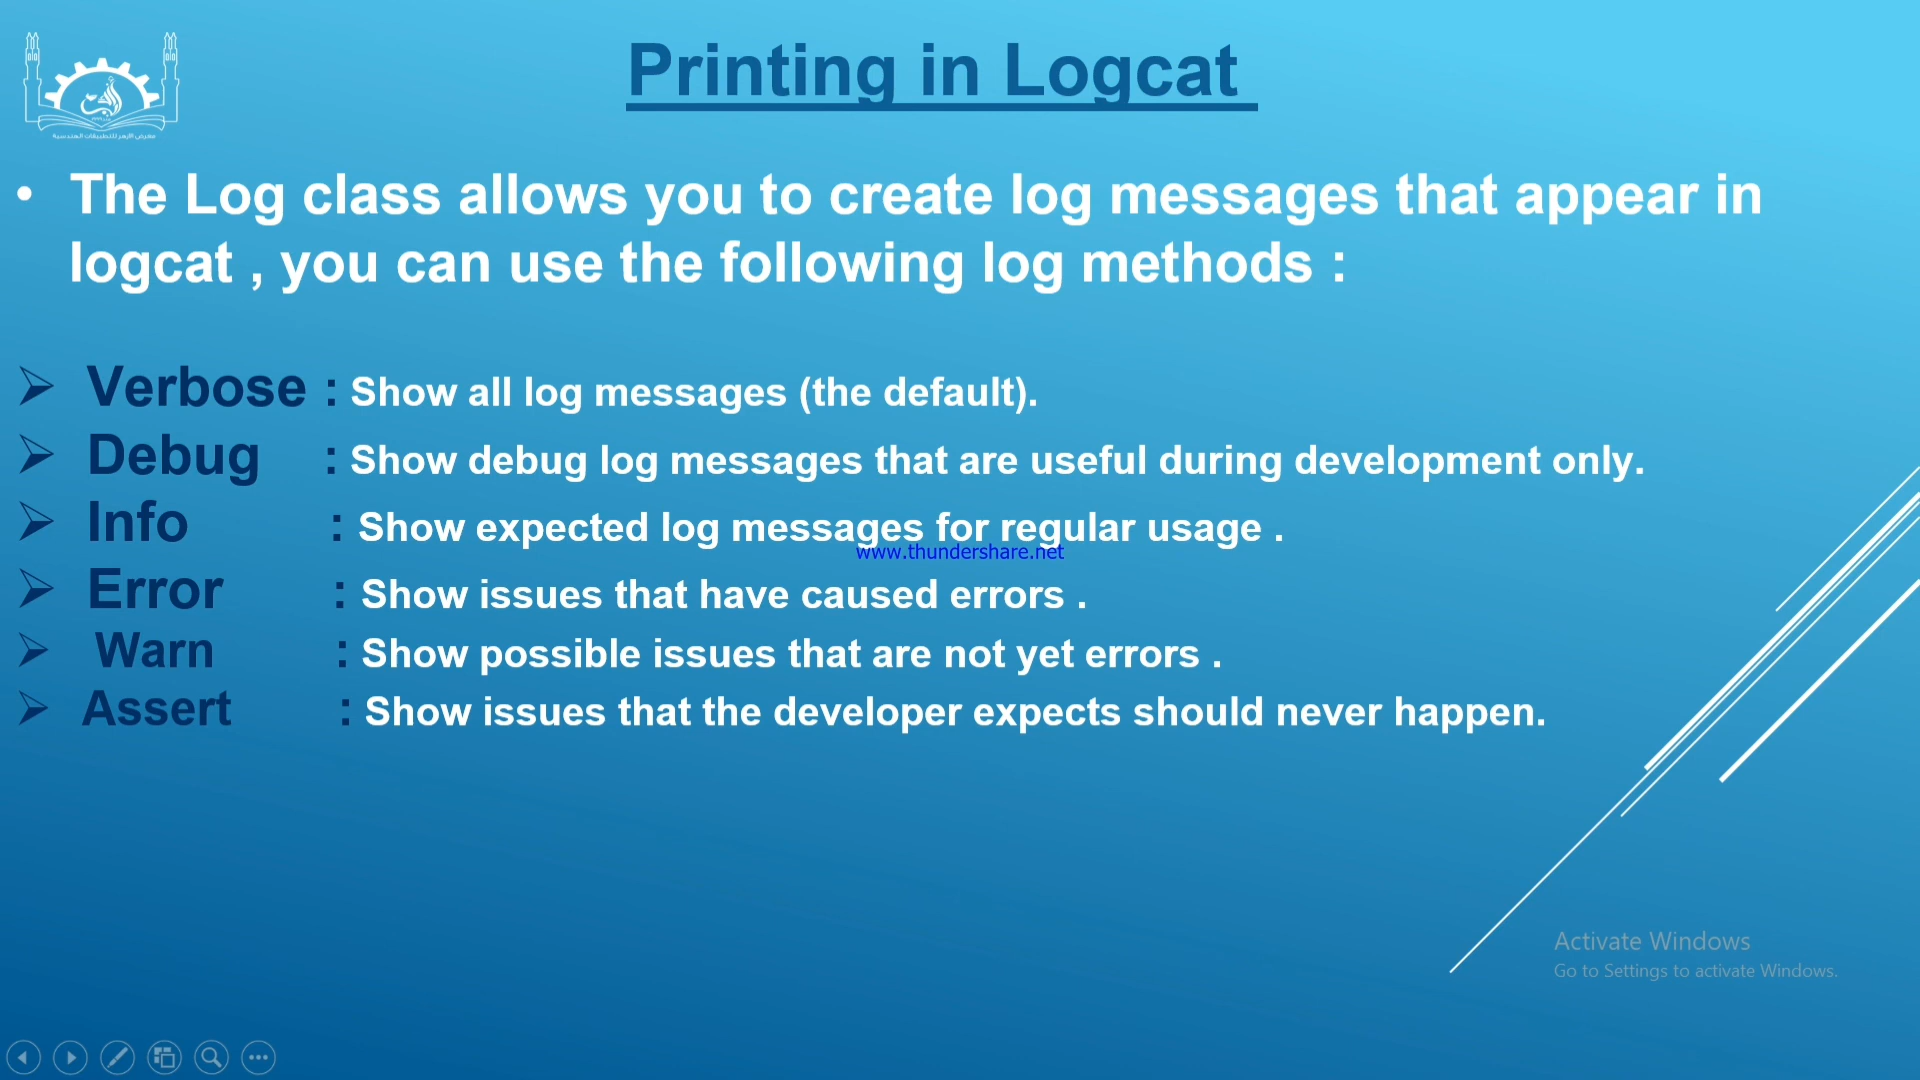 معرض الأزهر للتطبيقات الهندسية
Printing in Logcat
• The Log class allows you to create log messages that appear in
logcat , you can use the following log methods :
➢ Verbose : Show all log messages (the default).
➢ Debug : Show debug log messages that are useful during development only.
➢ Info : Show expected log messages for regular usage .
www.thundershare.net
➢ Error : Show issues that have caused errors .
➢ Warn : Show possible issues that are not yet errors .
➢ Assert : Show issues that the developer expects should never happen.
Activate Windows
Go to Settings to activate Windows.